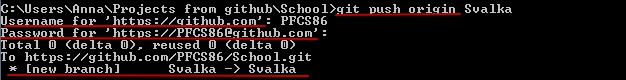 C:\Users\Anna\Projects from github\School>git push origin Svalka
Username for 'https://github.com': PFCS86
Password for 'https://PFCS86@github.com':
Total 0 (delta 0), reused 0 (delta 0)
To https://github.com/PFCS86/School.git
 * [new branch]      Svalka -> Svalka